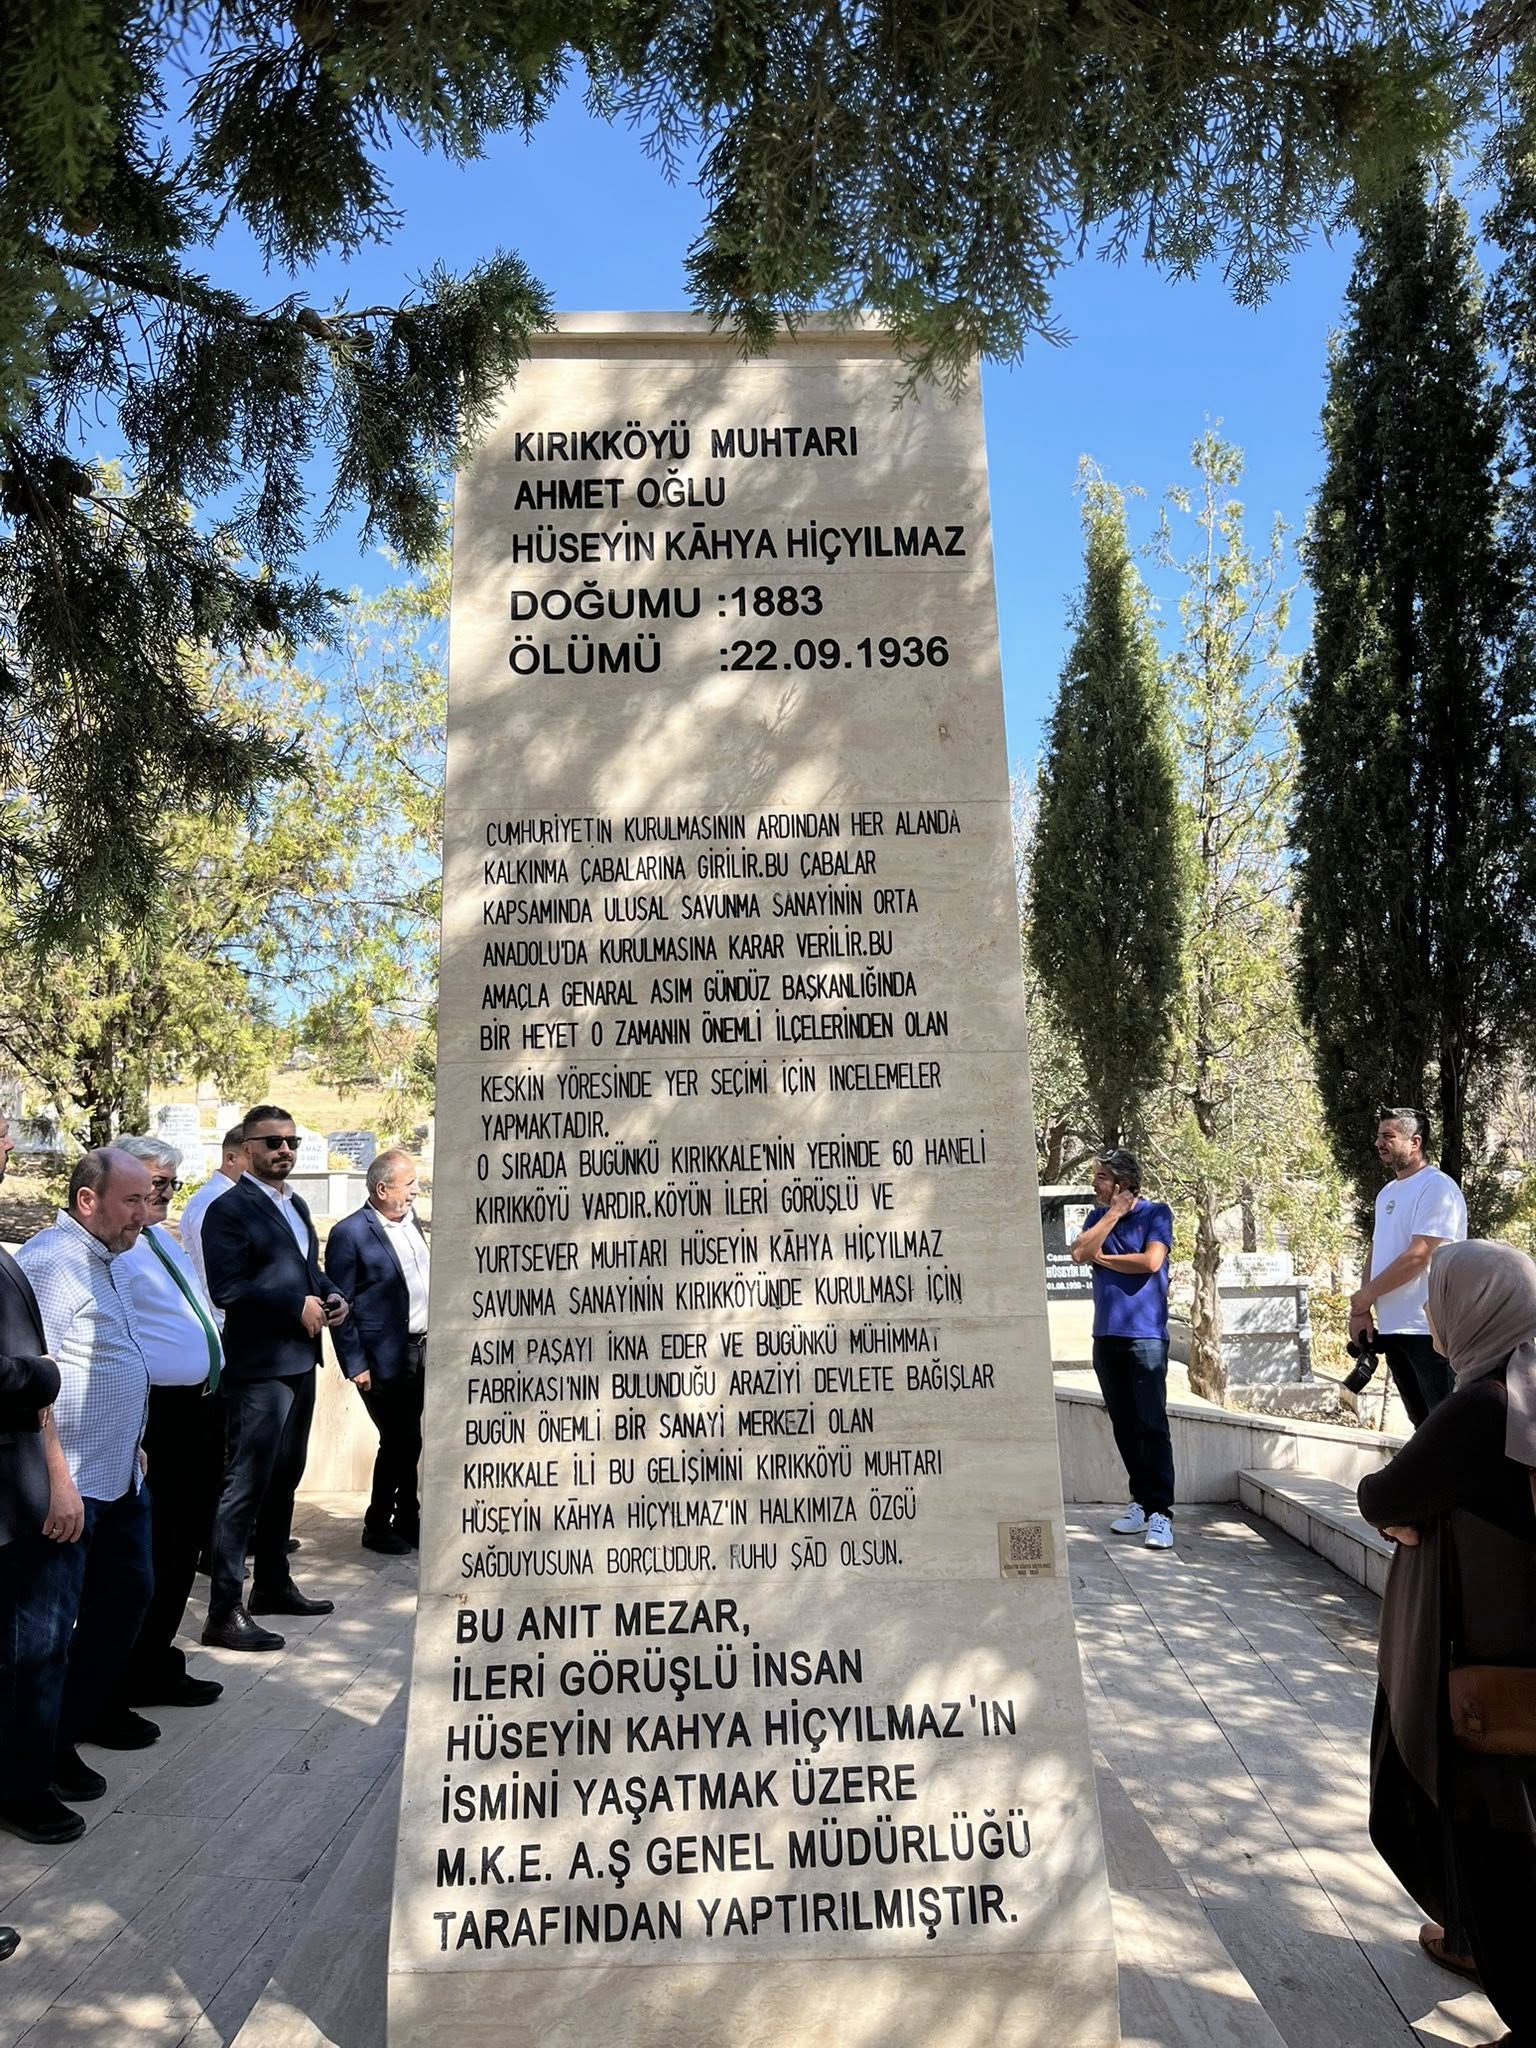 KIRIKKÖYÜ MUHTARI
AHMET OĞLU
HÜSEYİN KĀHYA HİÇYILMAZ
DOĞUMU :1883
ÖLÜMÜ :22.09.1936
CUMHURİYETİN KURULMASININ ARDINDAN HER ALANDA
KALKINMA ÇABALARINA GİRİLİR.BU ÇABALAR
KAPSAMINDA ULUSAL SAVUNMA SANAYİNİN ORTA
ANADOLU'DA KURULMASINA KARAR VERİLİR.BU
AMAÇLA GENARAL ASIM GÜNDÜZ BAŞKANLIĞINDA
BİR HEYET O ZAMANIN ÖNEMLİ İLÇELERİNDEN OLAN
KESKİN YÖRESİNDE YER SEÇİMİ İÇİN INCELEMELER
YAPMAKTADIR.
O SIRADA BUGÜNKÜ KIRIKKALE'NİN YERİNDE 60 HANELİ
KIRIKKÖYÜ VARDIR.KÖYÜN İLERİ GÖRÜŞLÜ VE
YURTSEVER MUHTARI HÜSEYİN KĀHYA HİÇYILMAZ
SAVUNMA SANAYİNİN KIRIKKÖYÜNDE KURULMASI İÇİN
ASIM PAŞAYI İKNA EDER VE BUGÜNKÜ MÜHİMMAT
FABRİKASI'NIN BULUNDUĞU ARAZİYİ DEVLETE BAĞIŞLAR
BUGÜN ÖNEMLİ BİR SANAYİ MERKEZİ OLAN
KIRIKKALE İLİ BU GELİŞİMİNİ KIRIKKÖYÜ MUHTARI
HÜSEYİN KĀHYA HİÇYILMAZ'IN HALKIMIZA ÖZGÜ
SAĞDUYUSUNA BORÇLUDUR. RUHU ŞĀD OLSUN.
BU ANIT MEZAR,
İLERİ GÖRÜŞLÜ İNSAN
HÜSEYİN KAHYA HİÇYILMAZ'IN
İSMİNİ YAŞATMAK ÜZERE
M.K.E. A.Ş GENEL MÜDÜRLÜĞÜ
TARAFINDAN YAPTIRILMIŞTIR.